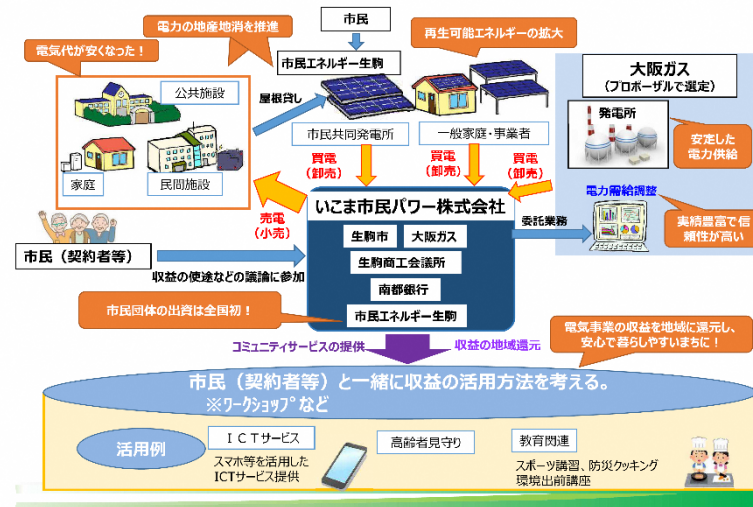 市民
電力の地産地消を推進
電気代が安くなった！
市民エネルギー生駒
再生可能エネルギーの拡大
大阪ガス
（プロポーザルで選定）
公共施設
屋根貸し
発電所
安定した
電力供給
市民共同発電所
一般家庭・事業者
家庭
民間施設
買電
（卸売）
買電
（卸売）
買電
（卸売）
電力需給調整
売電
（小売）
いこま市民パワー株式会社
生駒市
大阪ガス
委託業務
実績豊富で信
頼性が高い
市民（契約者等）
生駒商工会議所
収益の使途などの議論に参加
南都銀行
市民団体の出資は全国初！
市民エネルギー生駒
電気事業の収益を地域に還元し、
安心で暮らしやすいまちに！
コミュニティサービスの提供
収益の地域還元
市民（契約者等）と一緒に収益の活用方法を考える。
※ﾜｰｸｼｮｯﾌﾟなど
活用例
ＩＣＴサービス
高齢者見守り
教育関連
スマホ等を活用した
ICTサービス提供
スポーツ講習、防災クッキング
環境出前講座